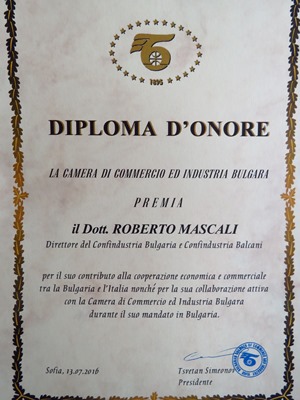 1895
DIPLOMA D'ONORE
LA CAMERA DI COMMERCIO ED INDUSTRIA BULGARA
PREMIA
il Dott. ROBERTO MASCALI
Direttore del Confindustria Bulgaria e Confindustria Balcani
per il suo contributo alla cooperazione economica e commerciale
tra la Bulgaria e l'Italia nonché per la sua collaborazione attiva
con la Camera di Commercio ed Industria Bulgara
durante il suo mandato in Bulgaria.
Sofia, 13.07.2016
Tsvetan Simeonov
Presidente